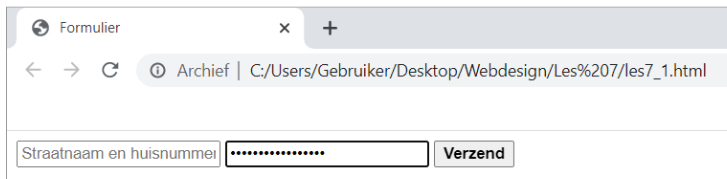 Formulier
Archief | C:/Users/Gebruiker/Desktop/Webdesign/Les%207/les7_1.html
Straatnaam en huisnummer ••••••••••••••••• Verzend